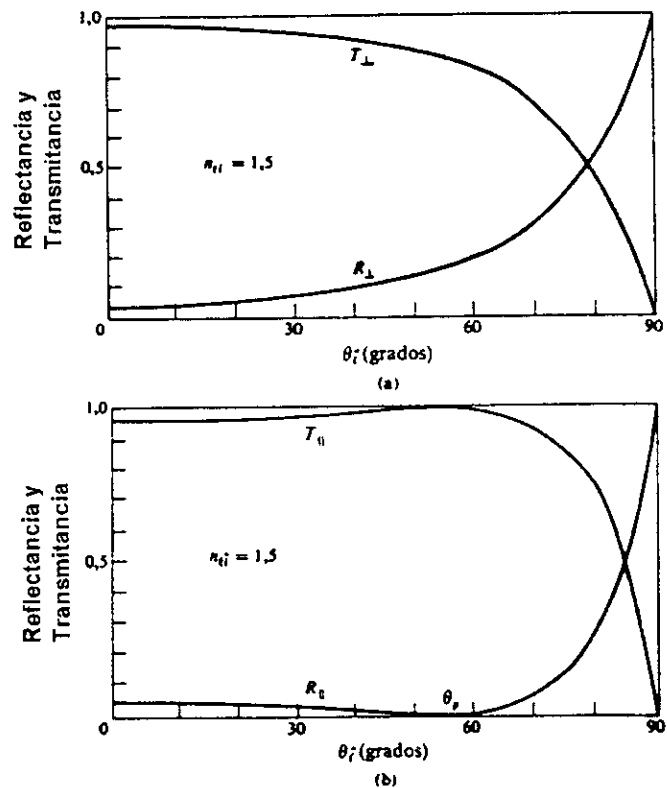 Reflectancia y
Transmitancia
1,0
0,5
0
T⊥
n_ti = 1,5
R⊥
30
60
90
θ_i (grados)
(a)
Reflectancia y
Transmitancia
1,0
0,5
0
T∥
n_ti = 1,5
R∥
θ_p
30
60
90
θ_i (grados)
(b)